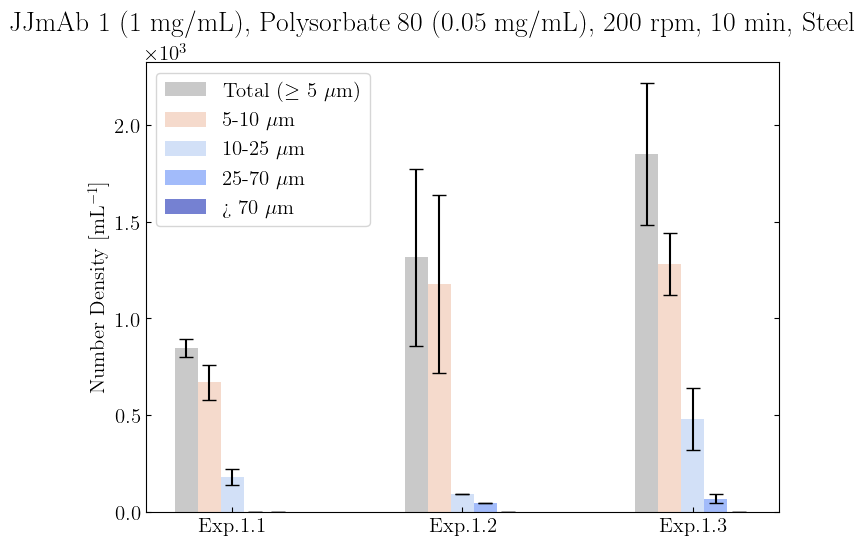 JJmAb 1 (1 mg/mL), Polysorbate 80 (0.05 mg/mL), 200 rpm, 10 min, Steel
×10³
Total (≥ 5 μm)
5-10 μm
10-25 μm
25-70 μm
¿ 70 μm
2.0
1.5
1.0
0.5
0.0
Number Density [mL⁻¹]
Exp.1.1 Exp.1.2 Exp.1.3